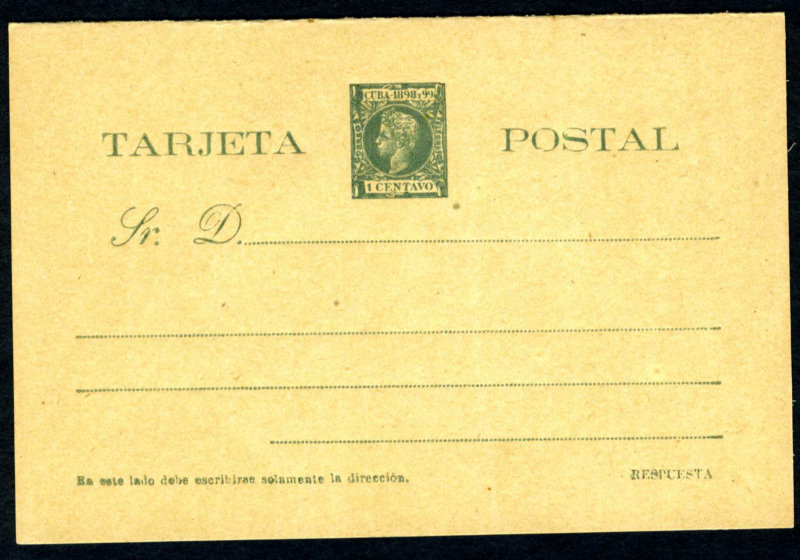 CUBA-1898 Y 99
TARJETA POSTAL
1 CENTAVO
Sr. D.
En este lado debe escribirse solamente la dirección.
RESPUESTA